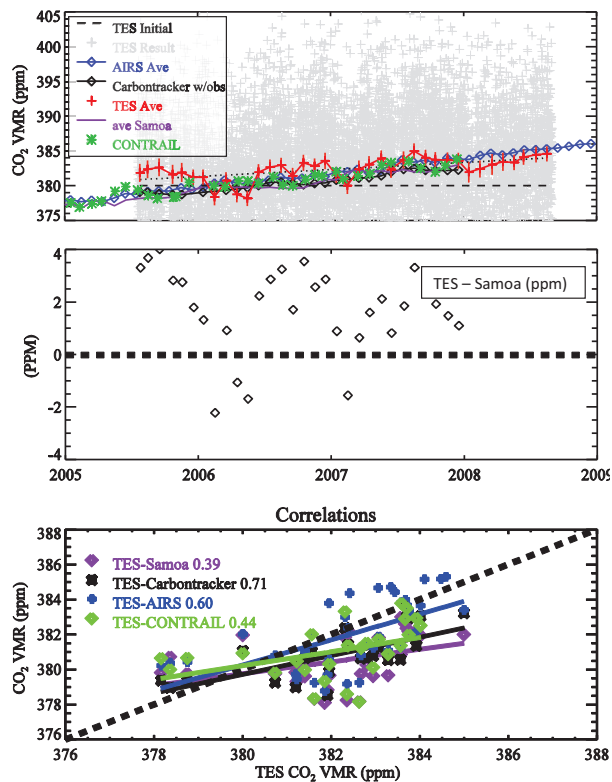 405
400
395
390
385
380
375
CO₂ VMR (ppm)
TES Initial
TES Result
AIRS Ave
Carbontracker w/obs
TES Ave
ave Samoa
CONTRAIL
4
2
0
-2
-4
(PPM)
TES – Samoa (ppm)
2005
2006
2007
2008
2009
Correlations
388
386
384
382
380
378
376
CO₂ VMR (ppm)
TES-Samoa 0.39
TES-Carbontracker 0.71
TES-AIRS 0.60
TES-CONTRAIL 0.44
376
378
380
382
384
386
388
TES CO₂ VMR (ppm)